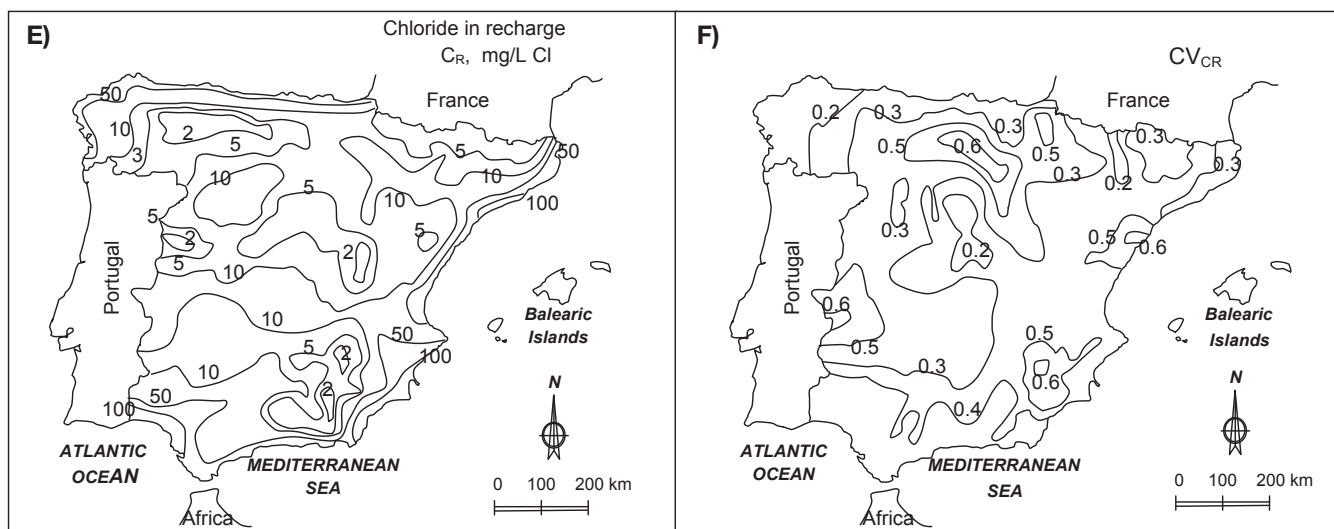 E)
Chloride in recharge
C_R, mg/L Cl
France
50
10
3
2
5
10
5
5
10
50
100
10
5
2
5
5
2
10
10
10
5
2
2
50
100
50
100
Portugal
Balearic
Islands
N
ATLANTIC
OCEAN
MEDITERRANEAN
SEA
Africa
0 100 200 km
F)
CV_CR
France
0.2
0.3
0.3
0.5
0.6
0.5
0.3
0.3
0.2
0.3
0.3
0.2
0.5
0.6
0.6
0.5
0.3
0.4
0.5
0.6
Portugal
Balearic
Islands
N
ATLANTIC
OCEAN
MEDITERRANEAN
SEA
Africa
0 100 200 km